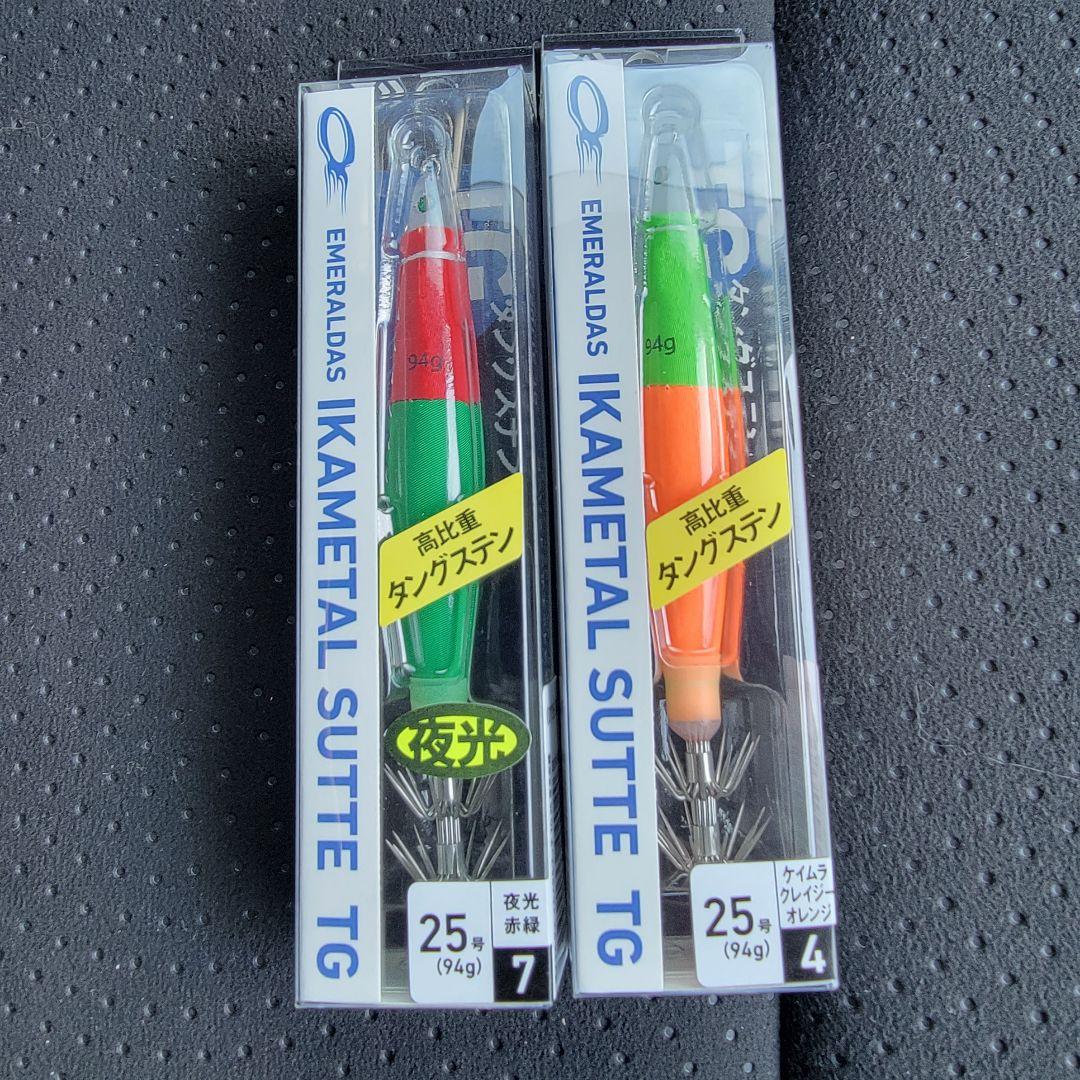 EMERALDAS IKAMETAL SUTTE TG
94g
高比重
タングステン
夜光
25号
(94g)
夜光
赤緑
7
EMERALDAS IKAMETAL SUTTE TG
94g
高比重
タングステン
25号
(94g)
ケイムラ
クレイジー
オレンジ
4